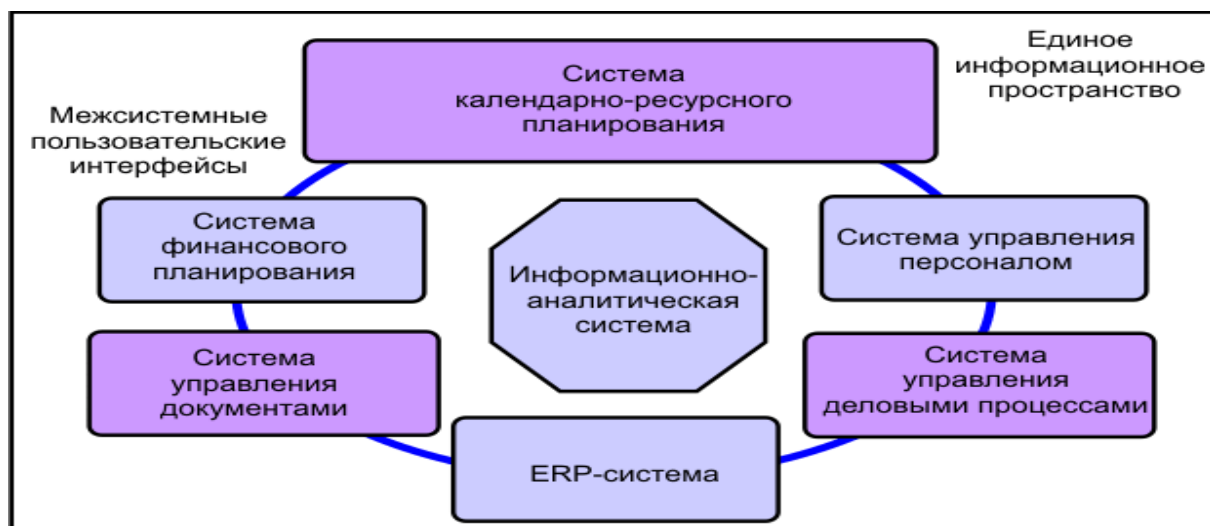 Система
календарно-ресурсного
планирования
Единое
информационное
пространство
Межсистемные
пользовательские
интерфейсы
Система
финансового
планирования
Информационно-
аналитическая
система
Система управления
персоналом
Система
управления
документами
Система
управления
деловыми процессами
ERP-система